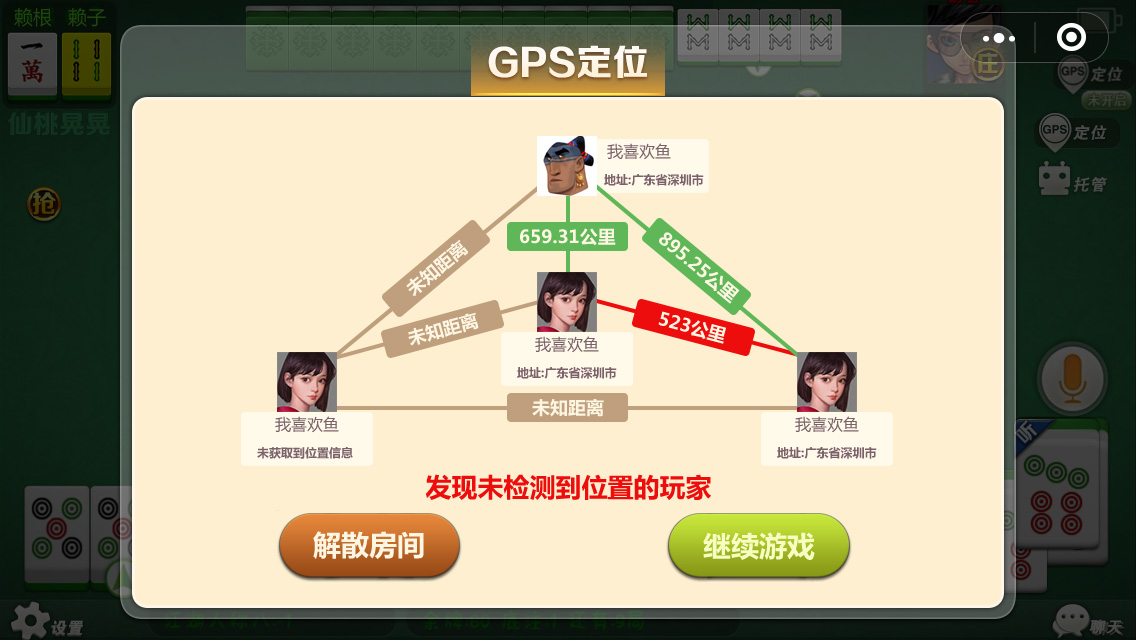 赖根 赖子
一
萬
GPS定位
庄
GPS 定位
未开启
仙桃晃晃
GPS 定位
托管
抢
我喜欢鱼
地址:广东省深圳市
未知距离
659.31公里
895.25公里
未知距离
523公里
我喜欢鱼
地址:广东省深圳市
未知距离
我喜欢鱼
未获取到位置信息
我喜欢鱼
地址:广东省深圳市
听
发现未检测到位置的玩家
解散房间
继续游戏
设置
聊天